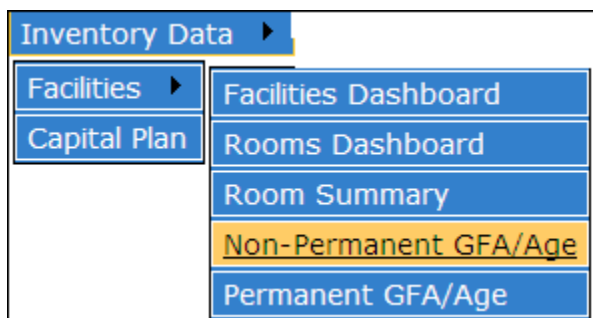 Inventory Data
Facilities
Capital Plan
Facilities Dashboard
Rooms Dashboard
Room Summary
Non-Permanent GFA/Age
Permanent GFA/Age